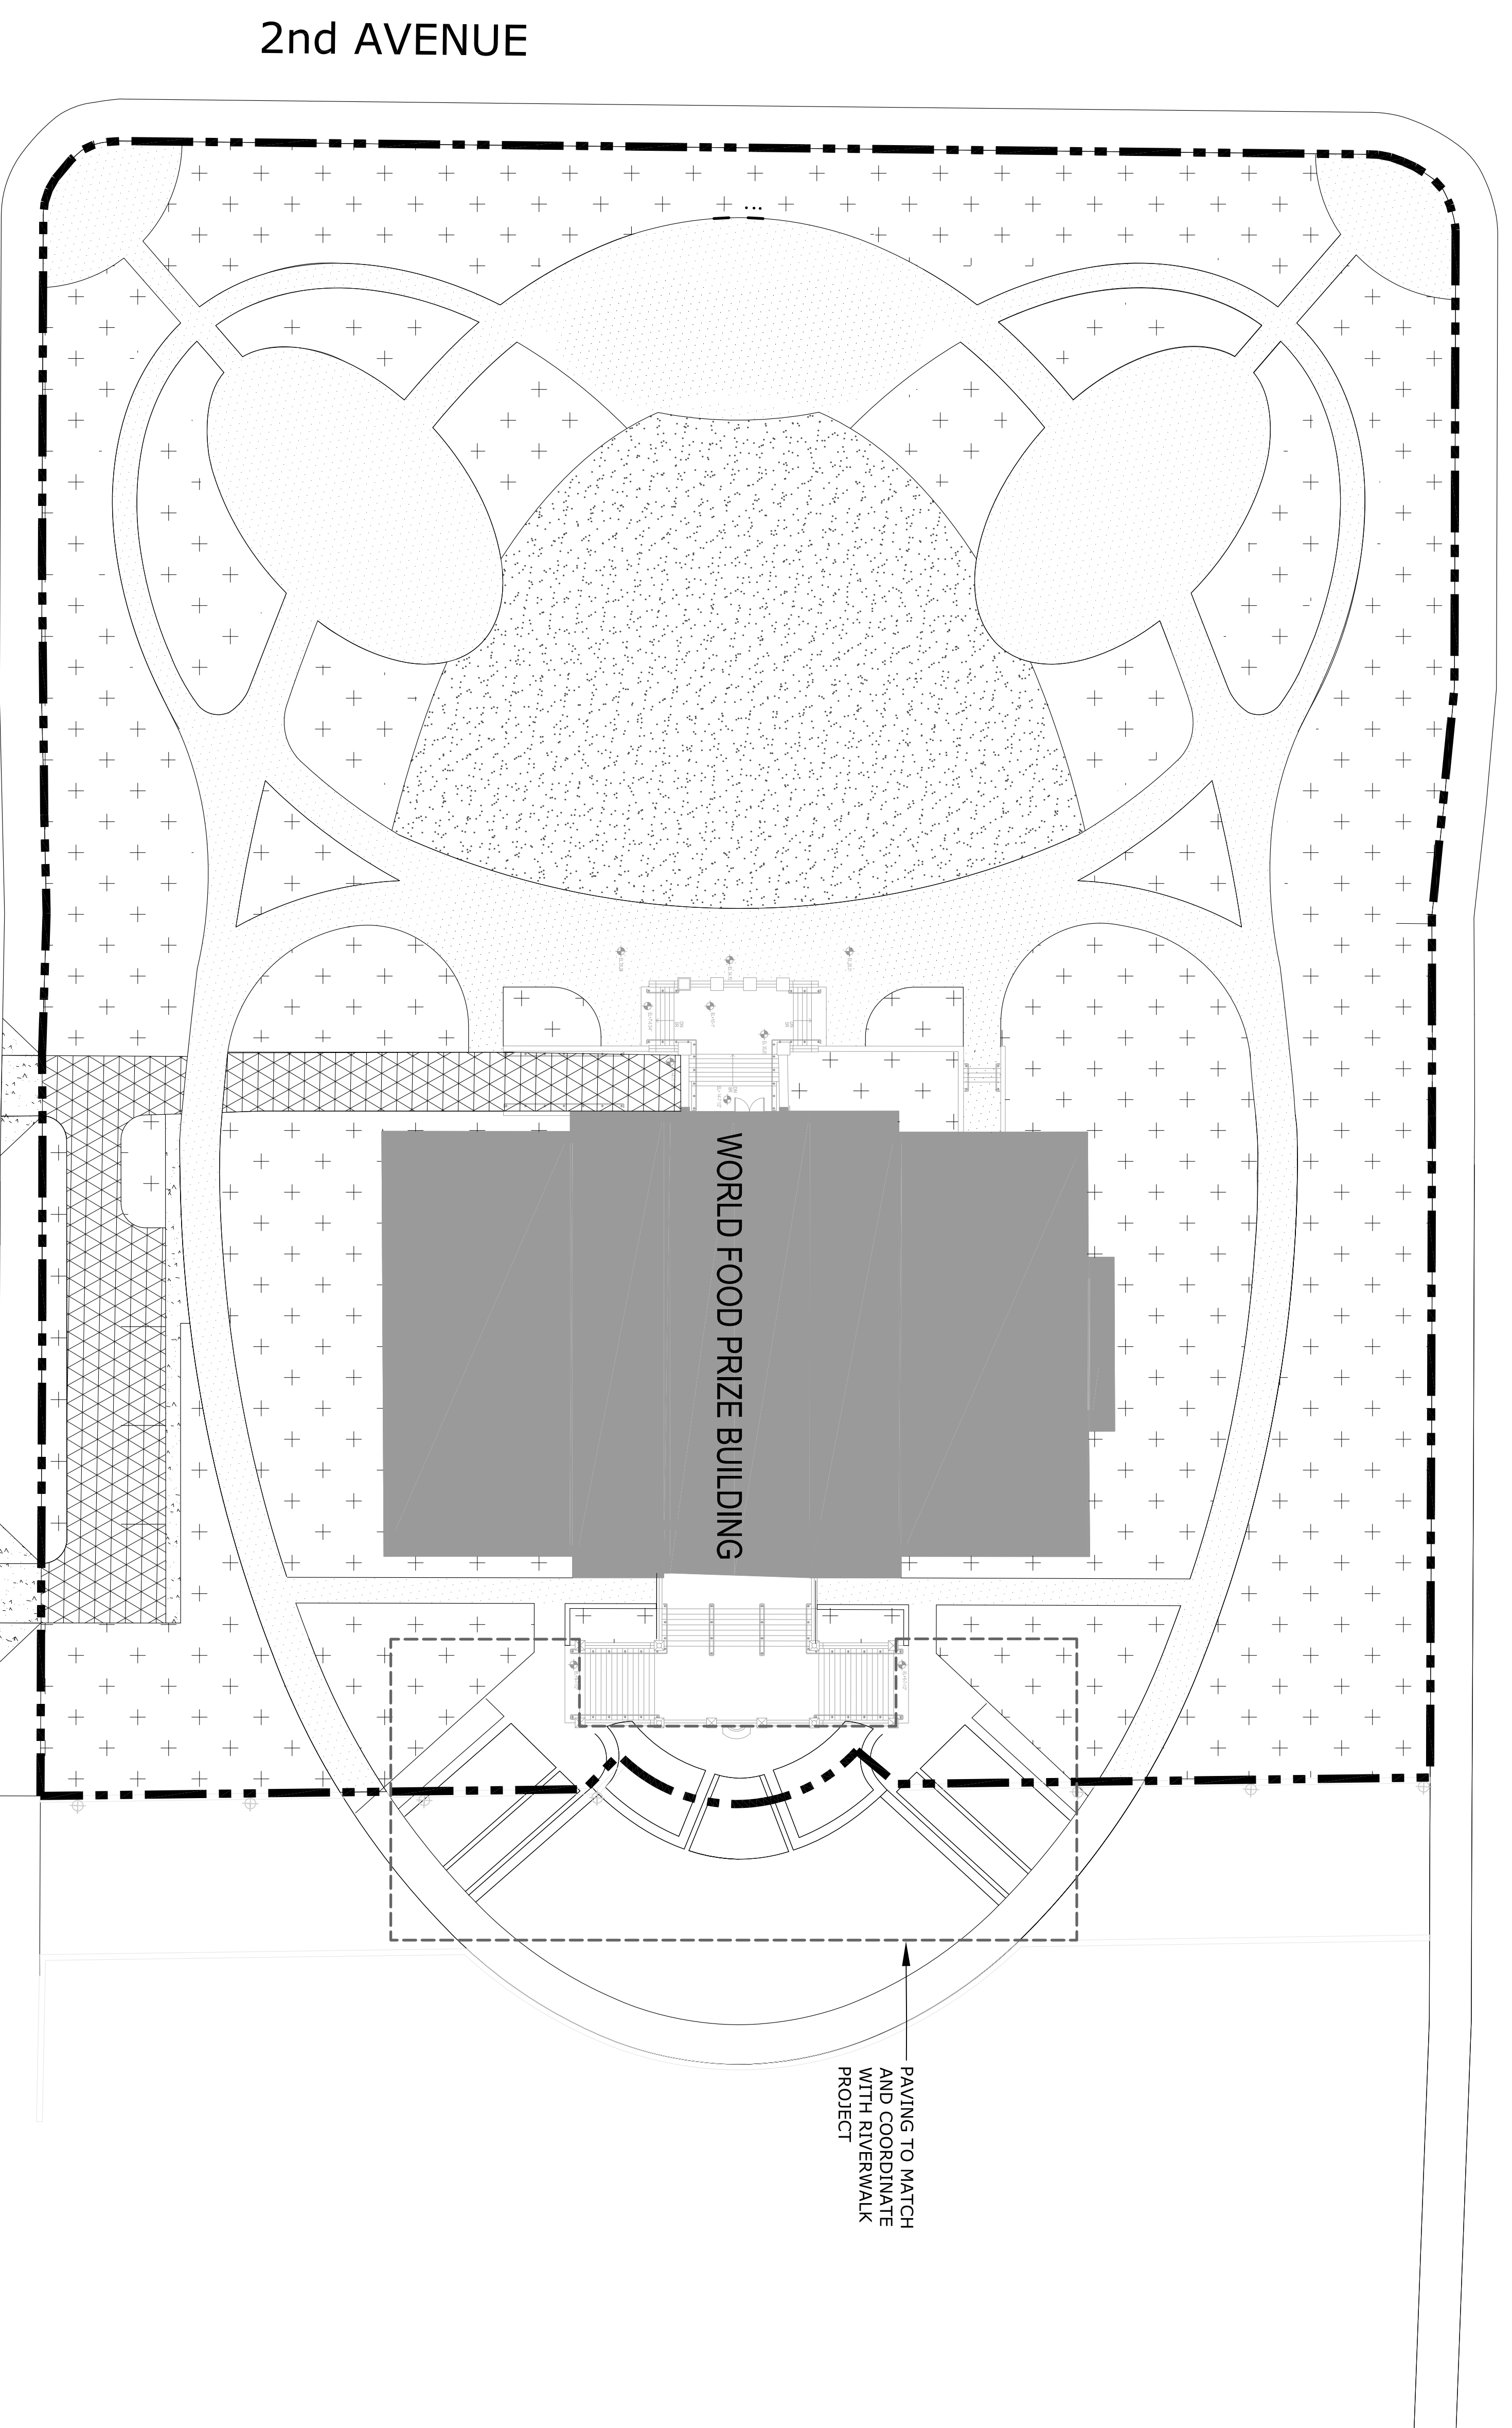 2nd AVENUE
WORLD FOOD PRIZE BUILDING
PAVING TO MATCH
AND COORDINATE
WITH RIVERWALK
PROJECT